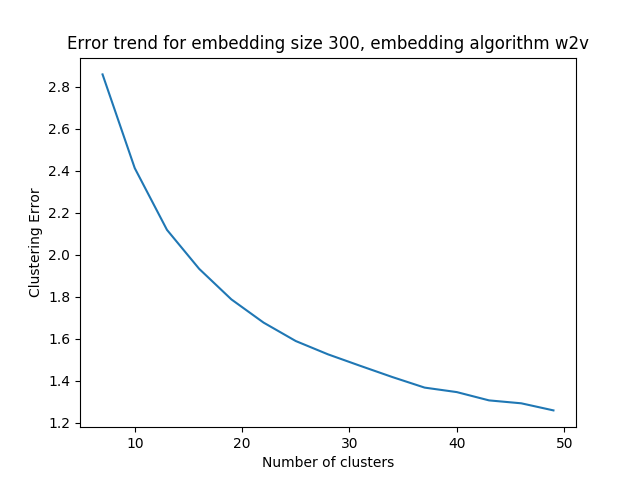 Error trend for embedding size 300, embedding algorithm w2v
2.8
2.6
2.4
2.2
2.0
1.8
1.6
1.4
1.2
Clustering Error
10 20 30 40 50
Number of clusters